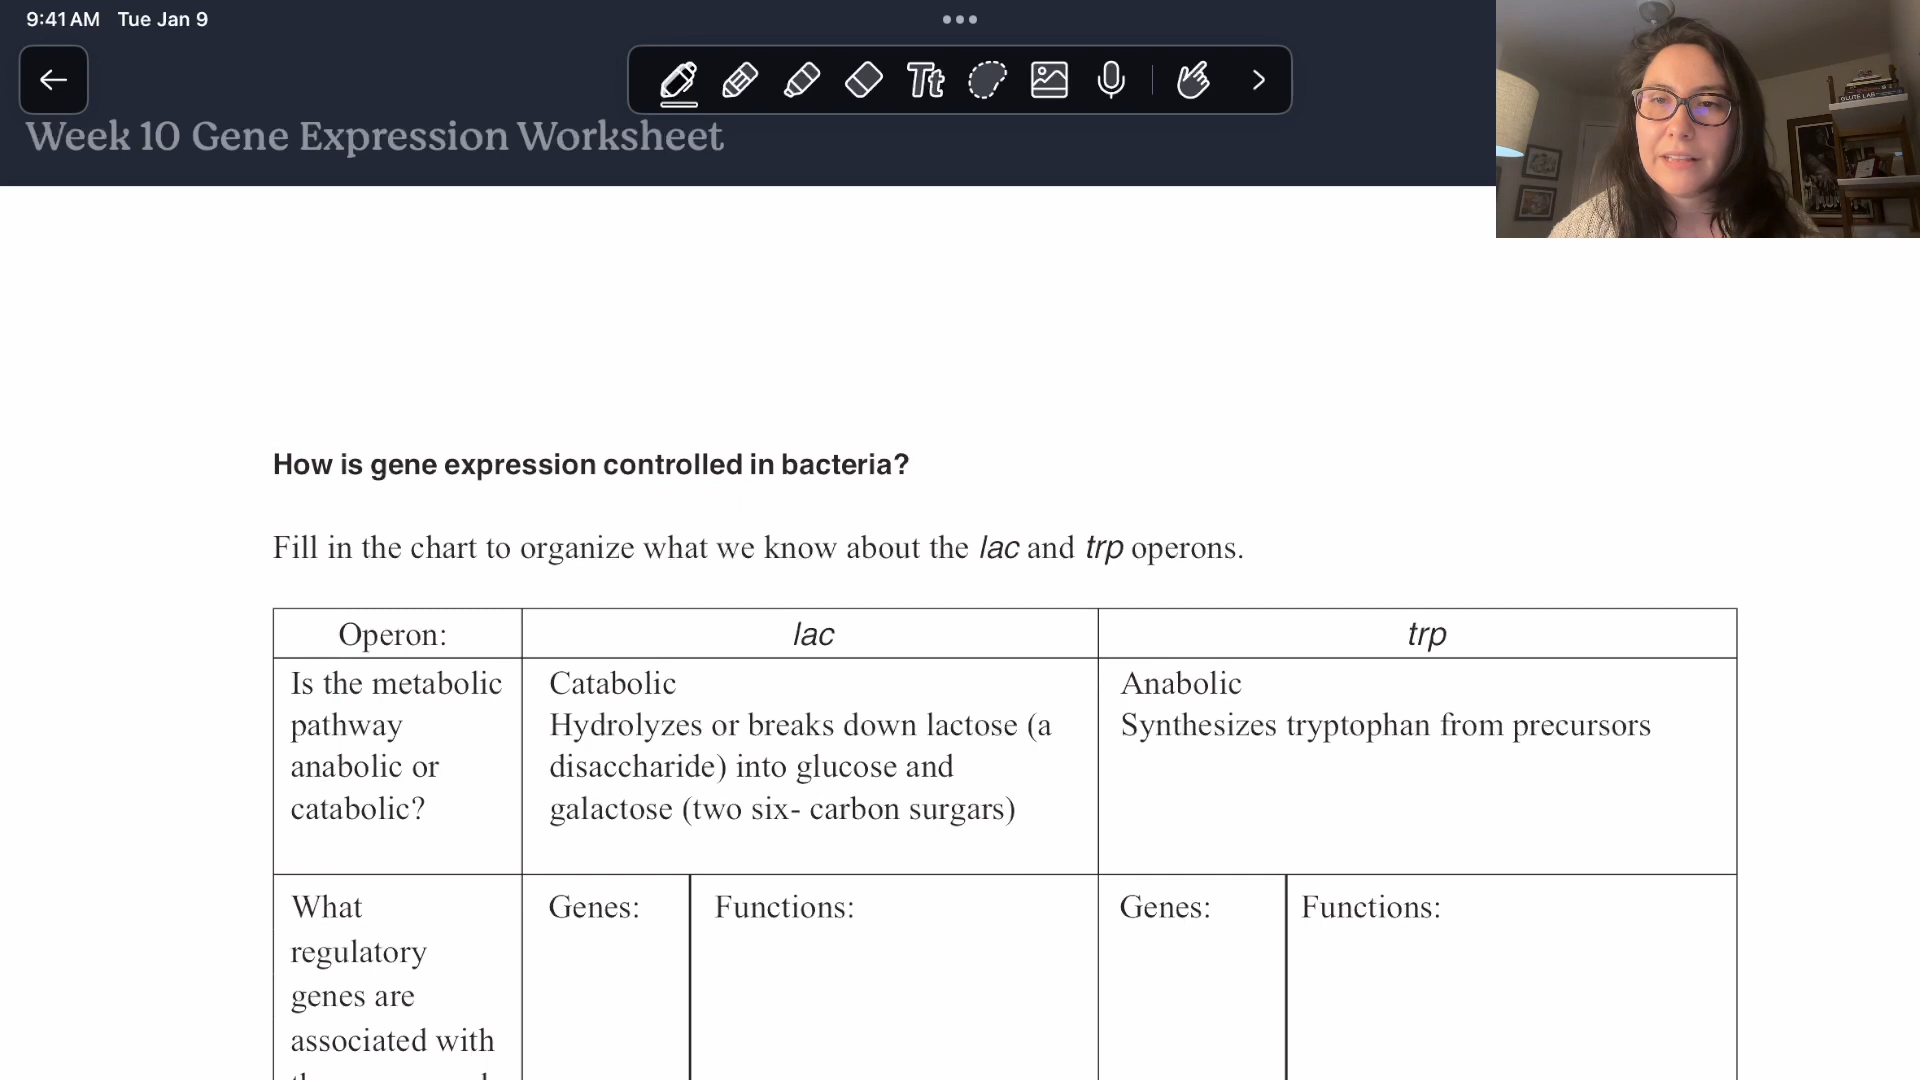 9:41 AM Tue Jan 9
Tt
Week 10 Gene Expression Worksheet
How is gene expression controlled in bacteria?
Fill in the chart to organize what we know about the lac and trp operons.
Operon:
lac
trp
Is the metabolic
pathway
anabolic or
catabolic?
Catabolic
Hydrolyzes or breaks down lactose (a
disaccharide) into glucose and
galactose (two six- carbon surgars)
Anabolic
Synthesizes tryptophan from precursors
What
regulatory
genes are
associated with
Genes:
Functions:
Genes:
Functions:
GLUTE LAB